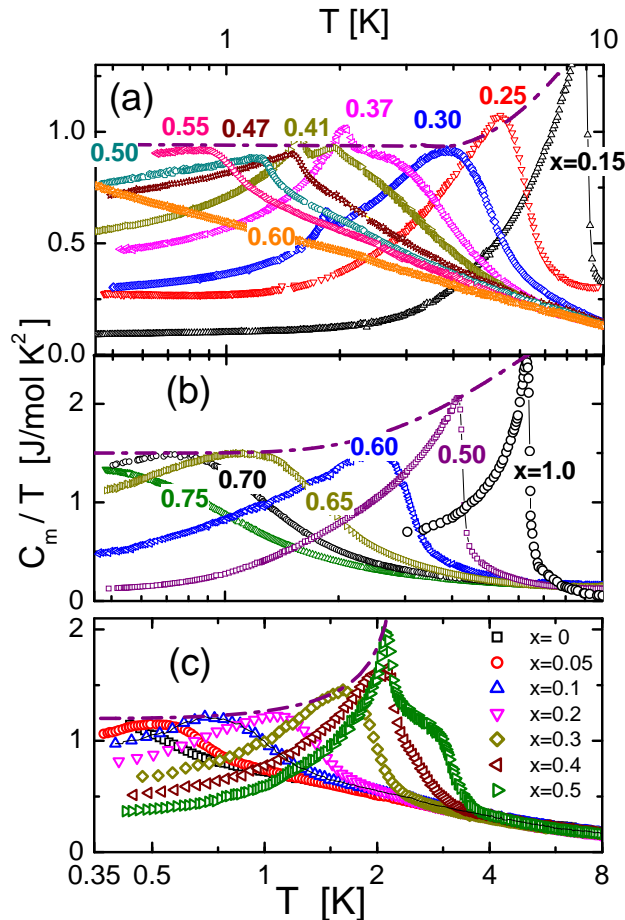 T [K]
1 10
(a)
0.55 0.47 0.41 0.37 0.30 0.25
1.0
0.50
x=0.15
0.5
0.60
0.0
(b)
2
0.60 0.50
x=1.0
1
0.70
0.75 0.65
0
C_m / T [J/mol K²]
2
(c)
x= 0
x=0.05
x=0.1
x=0.2
x=0.3
x=0.4
x=0.5
1
0
0.35 0.5 1 2 4 8
T [K]